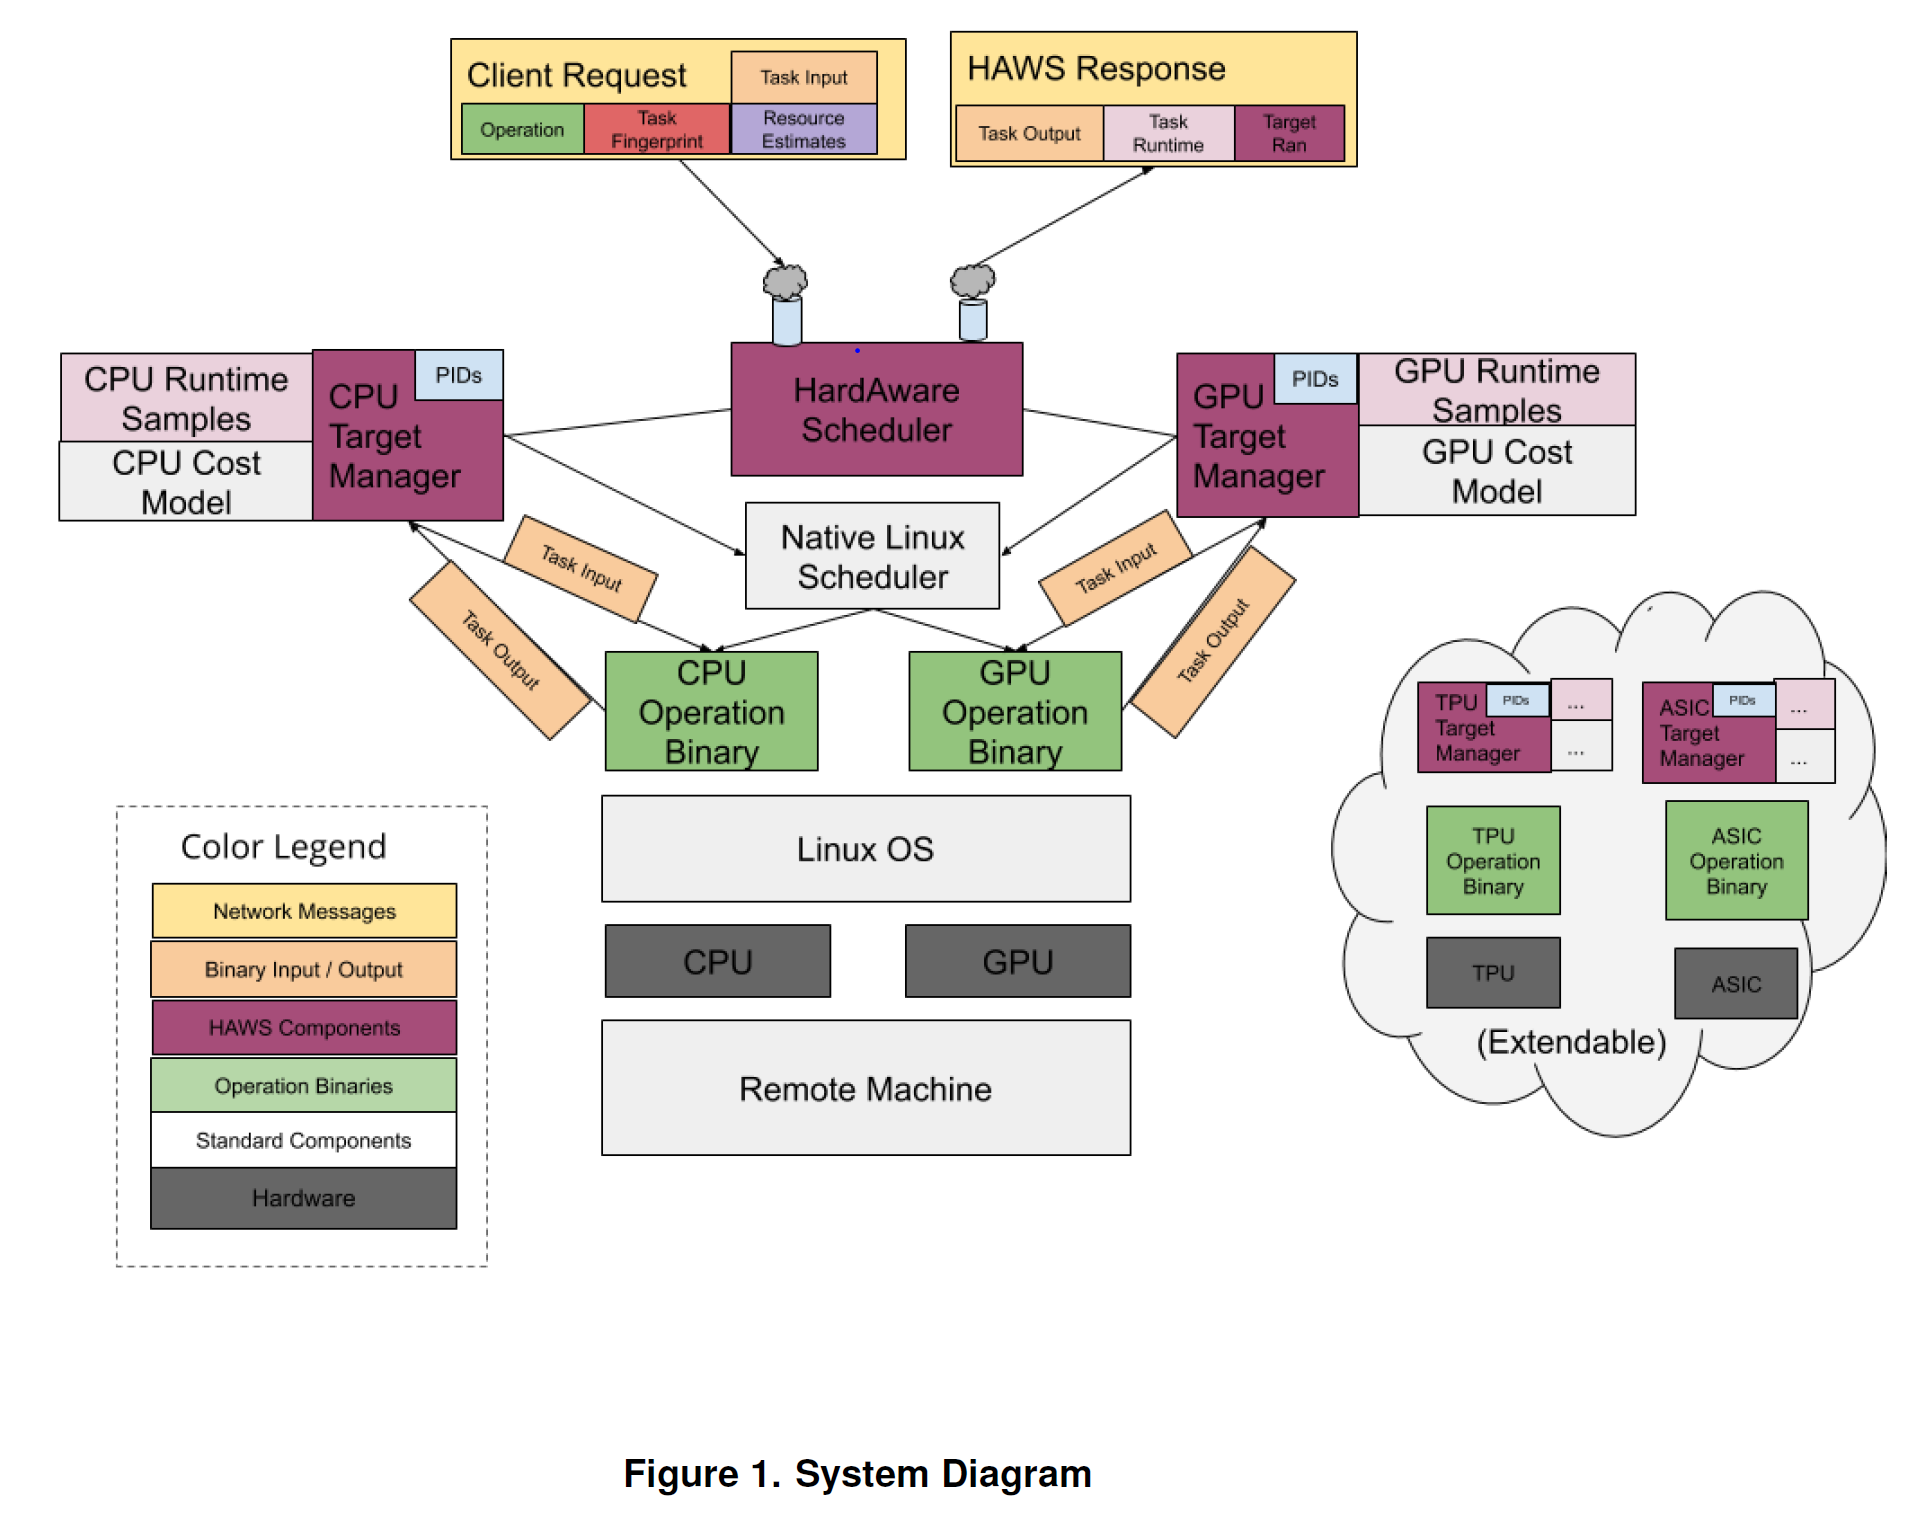 Client Request
Task Input
Operation
Task
Fingerprint
Resource
Estimates
HAWS Response
Task Output
Task
Runtime
Target
Ran
CPU Runtime
Samples
CPU Cost
Model
CPU
Target
Manager
PIDs
HardAware
Scheduler
GPU
Target
Manager
PIDs
GPU Runtime
Samples
GPU Cost
Model
Native Linux
Scheduler
Task Input
Task Output
Task Input
Task Output
CPU
Operation
Binary
GPU
Operation
Binary
Linux OS
CPU
GPU
Remote Machine
TPU
Target
Manager
PIDs
...
...
ASIC
Target
Manager
PIDs
...
...
TPU
Operation
Binary
ASIC
Operation
Binary
TPU
ASIC
(Extendable)
Color Legend
Network Messages
Binary Input / Output
HAWS Components
Operation Binaries
Standard Components
Hardware
Figure 1. System Diagram